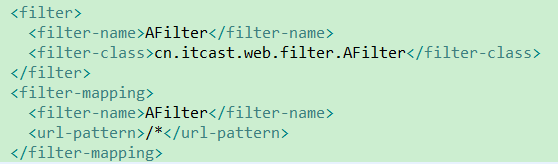 <filter>
  <filter-name>AFilter</filter-name>
  <filter-class>cn.itcast.web.filter.AFilter</filter-class>
</filter>
<filter-mapping>
  <filter-name>AFilter</filter-name>
  <url-pattern>/*</url-pattern>
</filter-mapping>